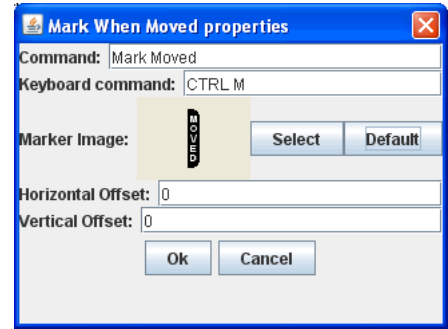 Mark When Moved properties
Command: Mark Moved
Keyboard command: CTRL M
Marker Image: MOVED Select Default
Horizontal Offset: 0
Vertical Offset: 0
Ok Cancel